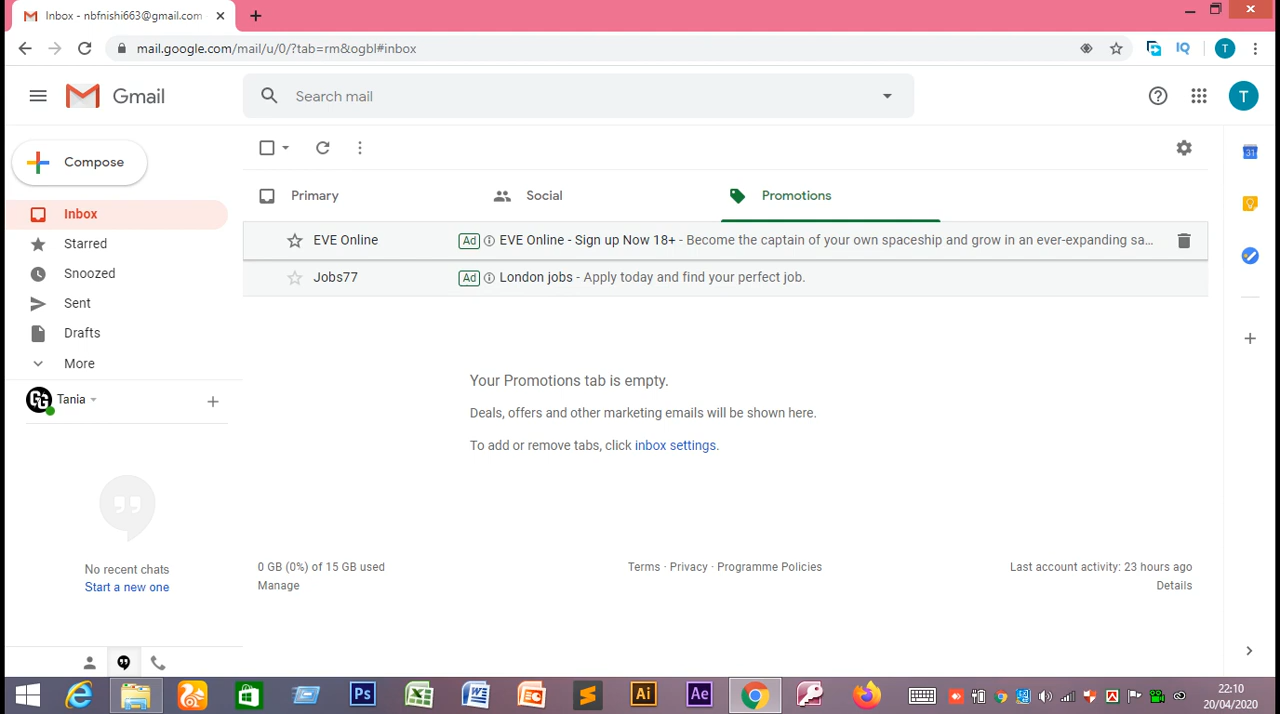 Inbox - nbfnishi663@gmail.com
mail.google.com/mail/u/0/?tab=rm&ogbl#inbox
IQ
T
Gmail
Search mail
T
Compose
31
Primary
Social
Promotions
Inbox
EVE Online Ad EVE Online - Sign up Now 18+ - Become the captain of your own spaceship and grow in an ever-expanding sa...
Starred
Jobs77 Ad London jobs - Apply today and find your perfect job.
Snoozed
Sent
Drafts
More
Your Promotions tab is empty.
Tania
Deals, offers and other marketing emails will be shown here.
To add or remove tabs, click inbox settings.
No recent chats
Start a new one
0 GB (0%) of 15 GB used
Manage
Terms · Privacy · Programme Policies
Last account activity: 23 hours ago
Details
Ps
Ai
Ae
22:10
20/04/2020